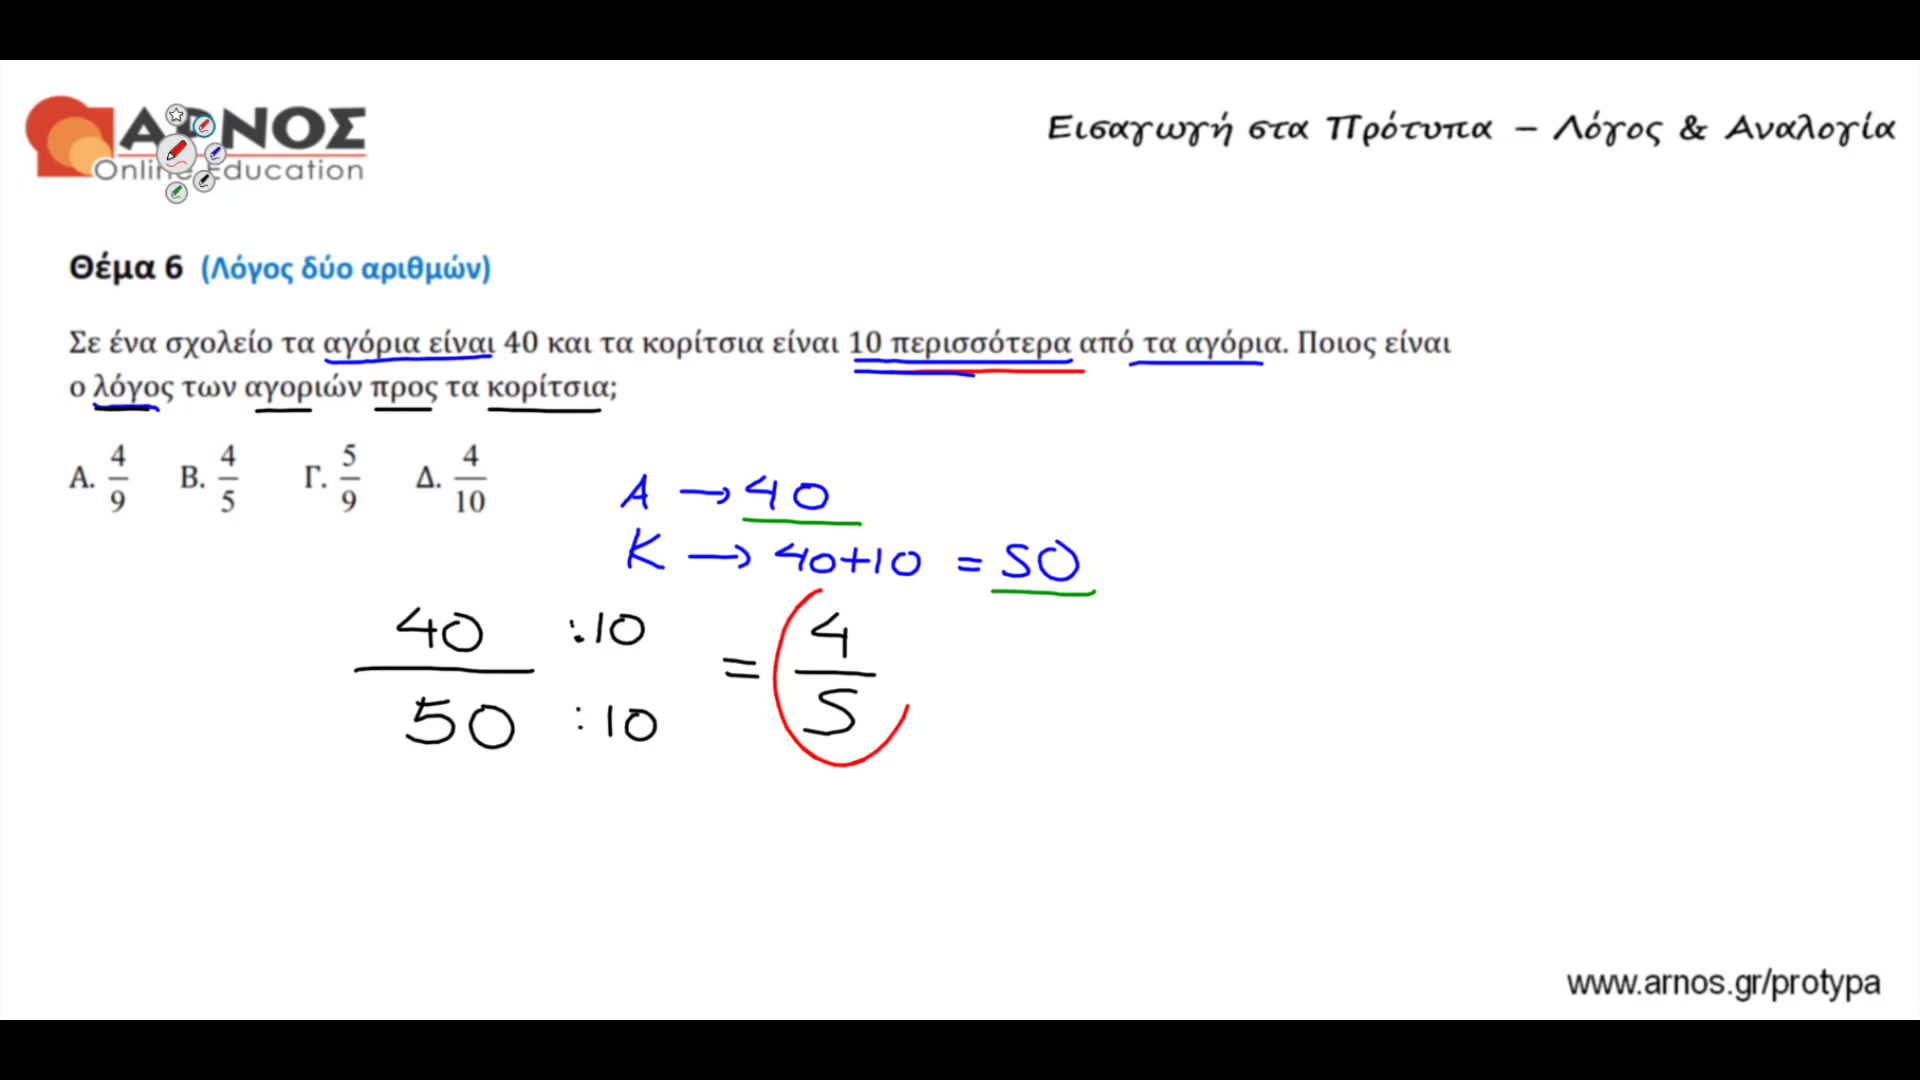 ΑΡΝΟΣ
Online Education
Εισαγωγή στα Πρότυπα – Λόγος & Αναλογία
Θέμα 6 (Λόγος δύο αριθμών)
Σε ένα σχολείο τα αγόρια είναι 40 και τα κορίτσια είναι 10 περισσότερα από τα αγόρια. Ποιος είναι
ο λόγος των αγοριών προς τα κορίτσια;
Α. 4/9 Β. 4/5 Γ. 5/9 Δ. 4/10
Α → 40
Κ → 40+10 = 50
40 :10 / 50 :10 = 4/5
www.arnos.gr/protypa